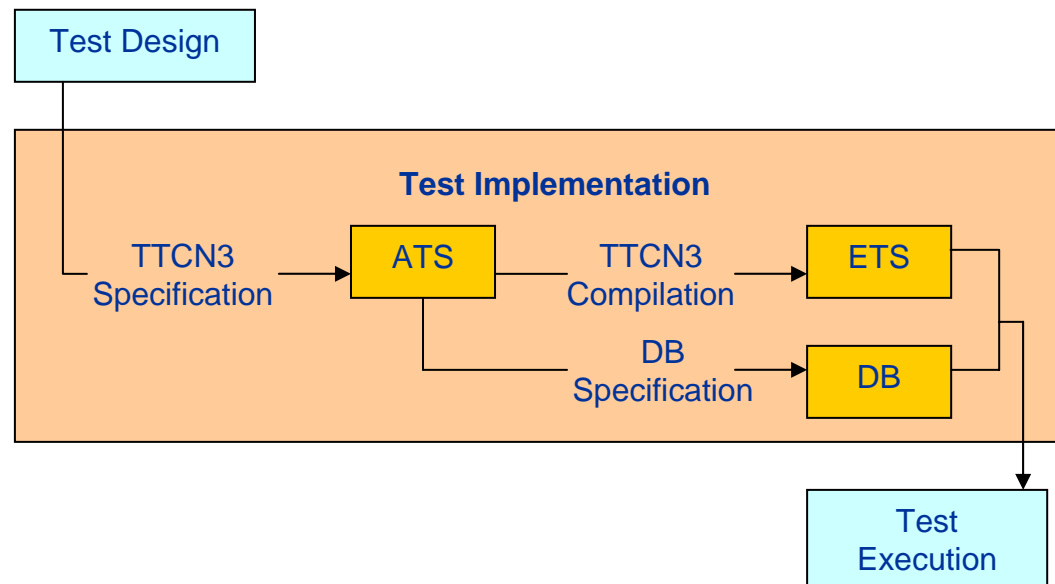 Test Design
Test Implementation
TTCN3
Specification
ATS
TTCN3
Compilation
ETS
DB
Specification
DB
Test
Execution